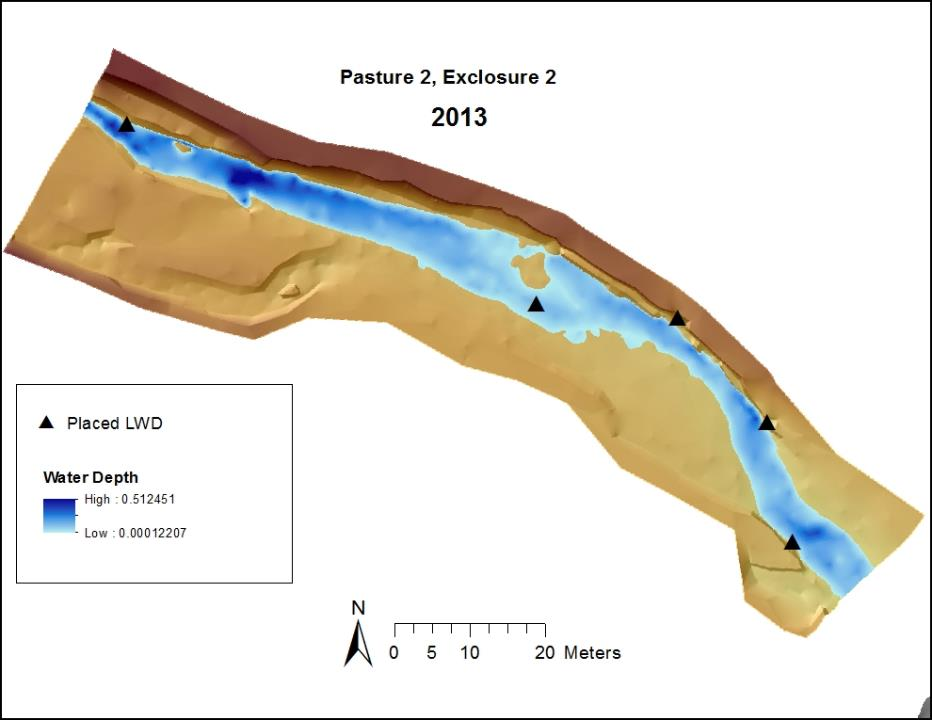 Pasture 2, Exclosure 2
2013
Placed LWD
Water Depth
High : 0.512451
Low : 0.00012207
N
0 5 10 20 Meters